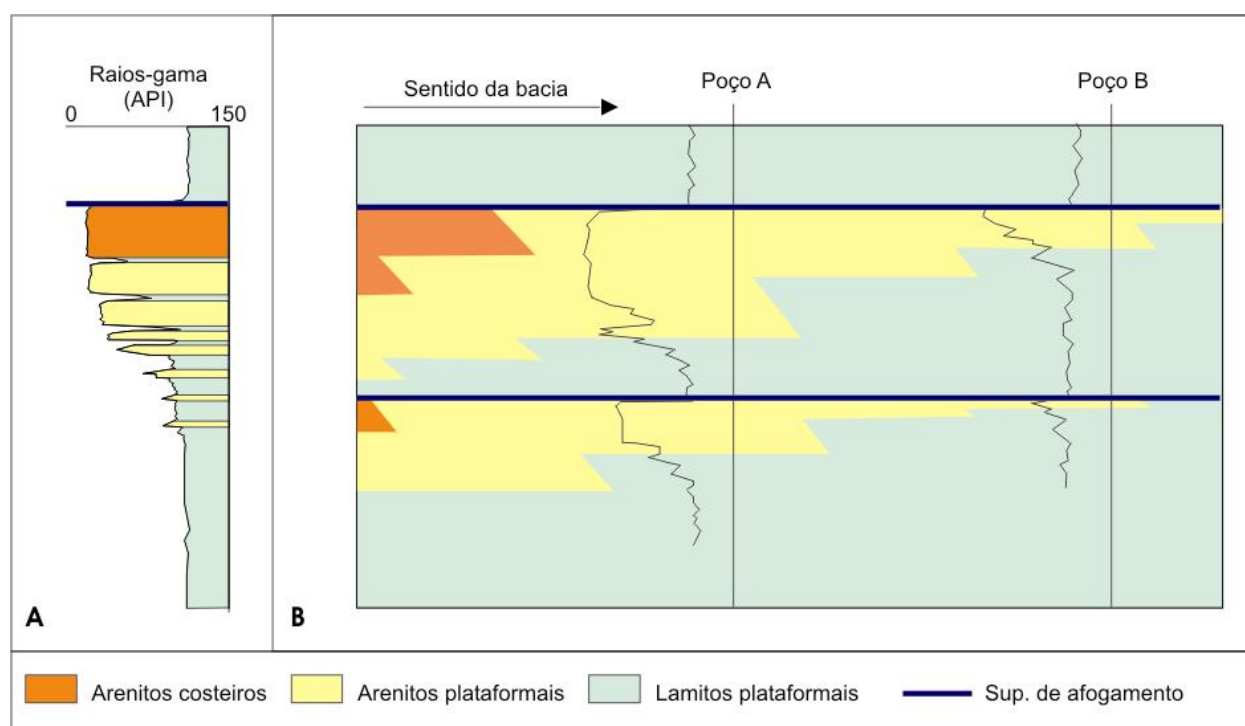 Raios-gama
(API)
0 150
Sentido da bacia
Poço A
Poço B
A
B
Arenitos costeiros
Arenitos plataformais
Lamitos plataformais
Sup. de afogamento